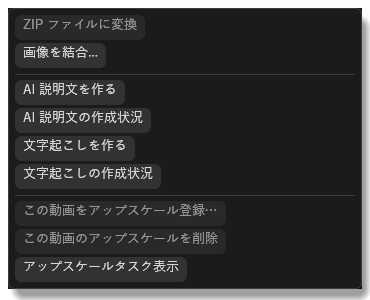 ZIP ファイルに変換
画像を結合...
AI 説明文を作る
AI 説明文の作成状況
文字起こしを作る
文字起こしの作成状況
この動画をアップスケール登録…
この動画のアップスケールを削除
アップスケールタスク表示